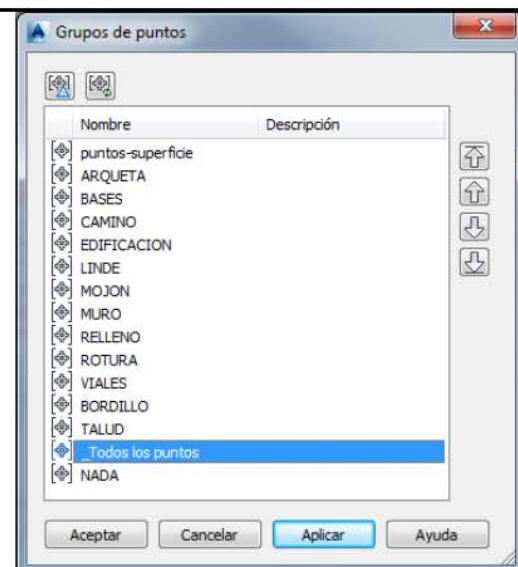 Grupos de puntos
Nombre Descripción
puntos-superficie
ARQUETA
BASES
CAMINO
EDIFICACION
LINDE
MOJON
MURO
RELLENO
ROTURA
VIALES
BORDILLO
TALUD
_Todos los puntos
NADA
Aceptar Cancelar Aplicar Ayuda